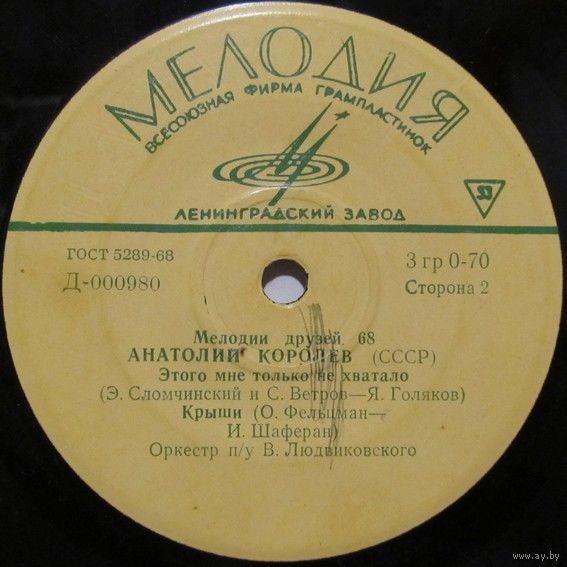 МЕЛОДИЯ
ВСЕСОЮЗНАЯ ФИРМА ГРАМПЛАСТИНОК
ЛЕНИНГРАДСКИЙ ЗАВОД
ГОСТ 5289-68
Д-000980
3 гр 0-70
Сторона 2
Мелодии друзей 68
АНАТОЛИЙ КОРОЛЕВ (СССР)
Этого мне только не хватало
(Э. Сломчинский и С. Ветров—Я. Голяков)
Крыши (О. Фельцман—
И. Шаферан)
Оркестр п/у В. Людвиковского
www.ay.by